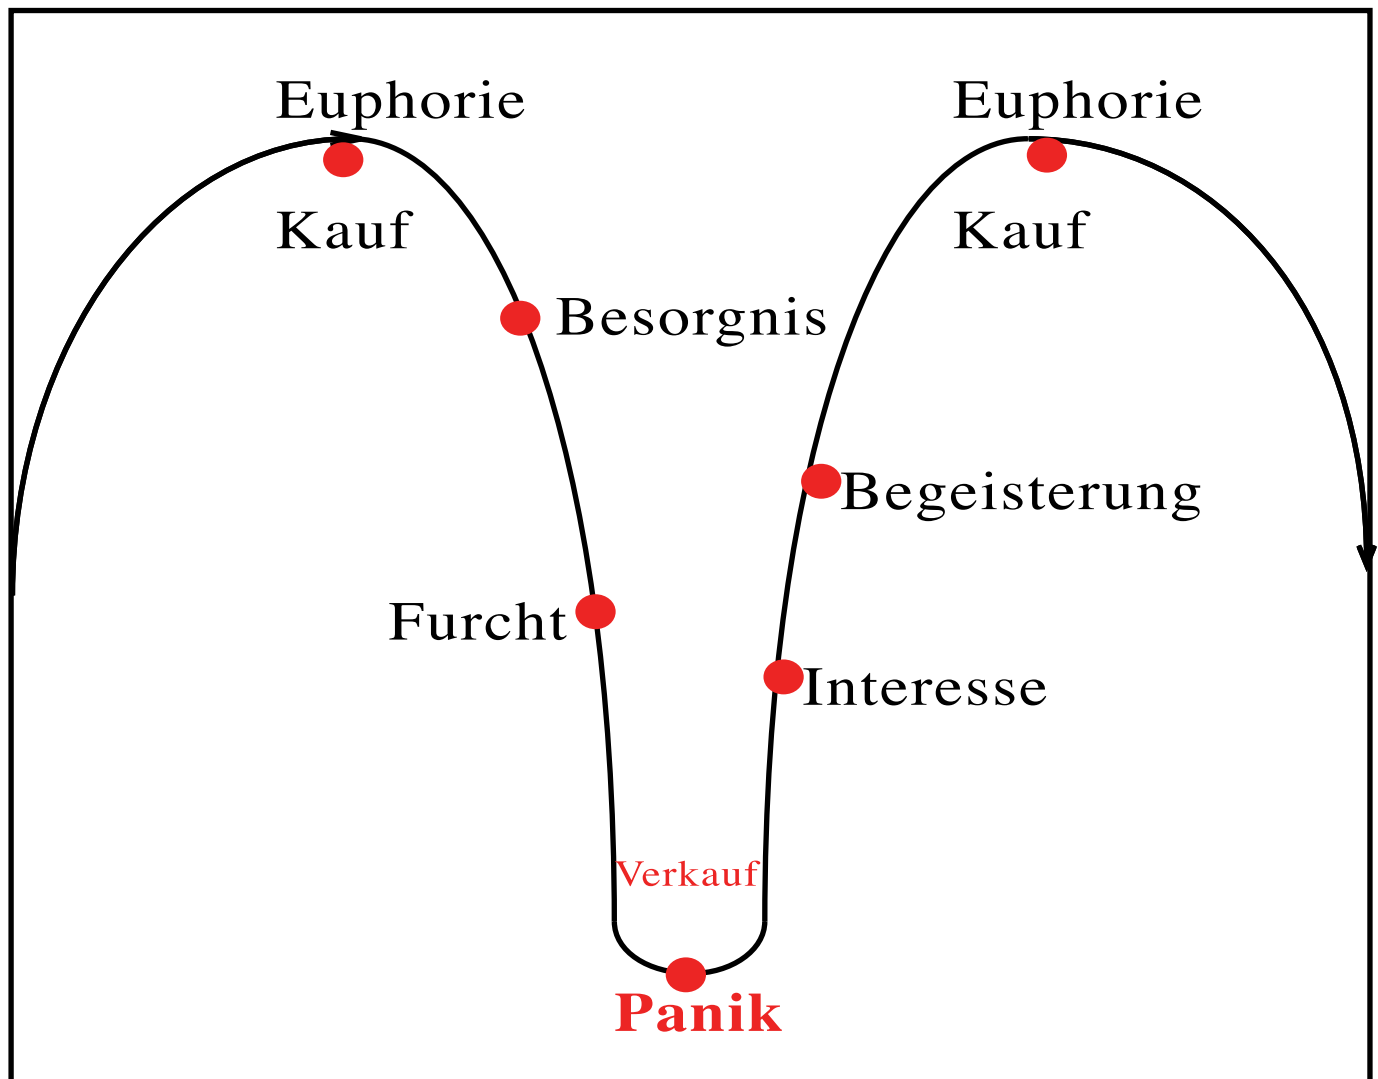 Euphorie
Euphorie
Kauf
Kauf
Besorgnis
Begeisterung
Furcht
Interesse
Verkauf
Panik